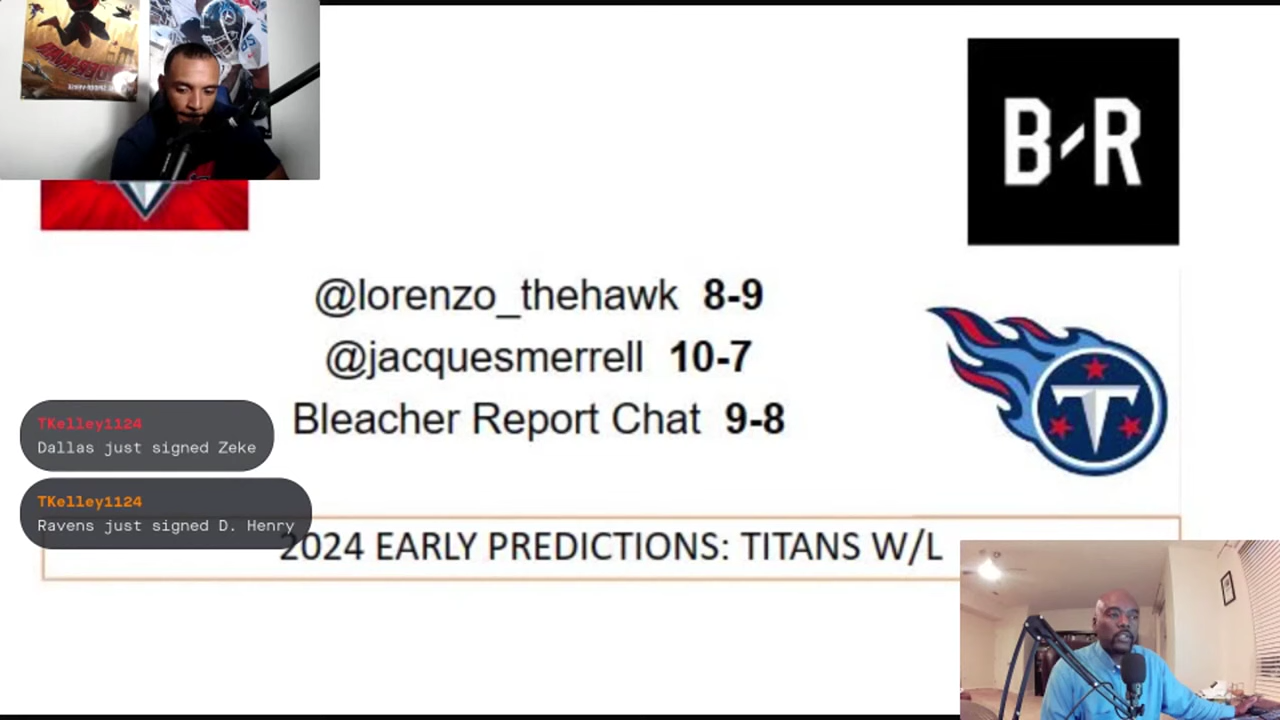 B/R
@lorenzo_thehawk 8-9
@jacquesmerrell 10-7
Bleacher Report Chat 9-8
TKelley1124
Dallas just signed Zeke
TKelley1124
Ravens just signed D. Henry
2024 EARLY PREDICTIONS: TITANS W/L